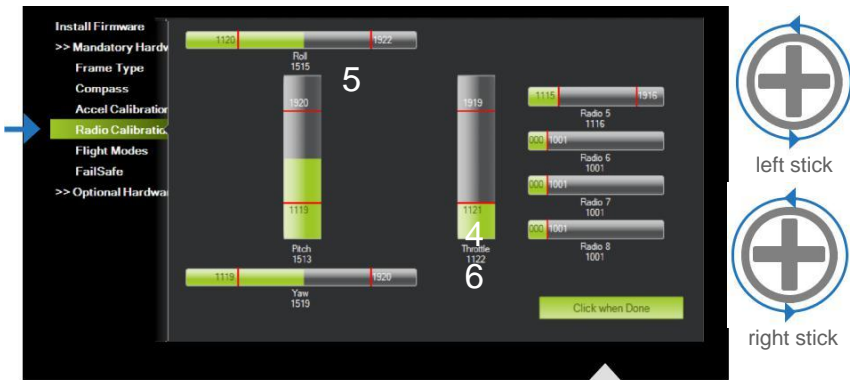 Install Firmware
>> Mandatory Hardw
Frame Type
Compass
Accel Calibration
Radio Calibratic
Flight Modes
FailSafe
>> Optional Hardwa
1120 1922
Roll
1515
5
1920
1113
Pitch
1513
1919
1121
4
Throttle
1122
6
1119 1920
Yaw
1519
1115 1916
Radio 5
1116
000 1001
Radio 6
1001
000 1001
Radio 7
1001
000 1001
Radio 8
1001
Click when Done
left stick
right stick